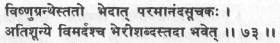 विष्णुग्रन्थेस्ततो भेदात् परमानंदसूचकः ।
अतिशून्ये विमर्दश्च भेरीशब्दस्तदा भवेत् ।। ७३ ।।